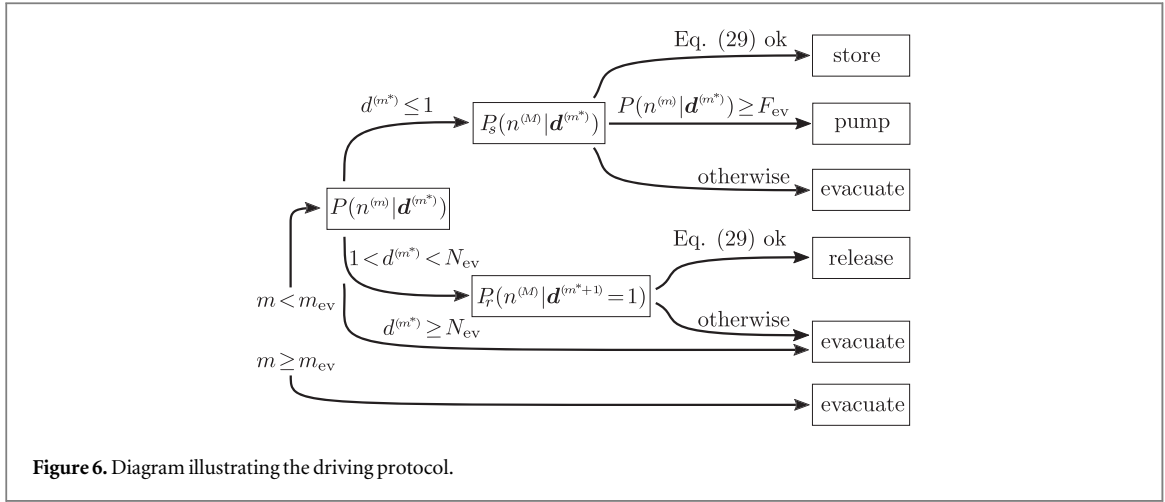 Eq. (29) ok
store
d^(m*) ≤ 1
P_s(n^(M)|d^(m*))
P(n^(m)|d^(m*)) ≥ F_ev
pump
otherwise
evacuate
P(n^(m)|d^(m*))
Eq. (29) ok
release
1 < d^(m*) < N_ev
m < m_ev
P_r(n^(M)|d^(m*+1) = 1)
otherwise
d^(m*) ≥ N_ev
evacuate
m ≥ m_ev
evacuate
Figure 6. Diagram illustrating the driving protocol.